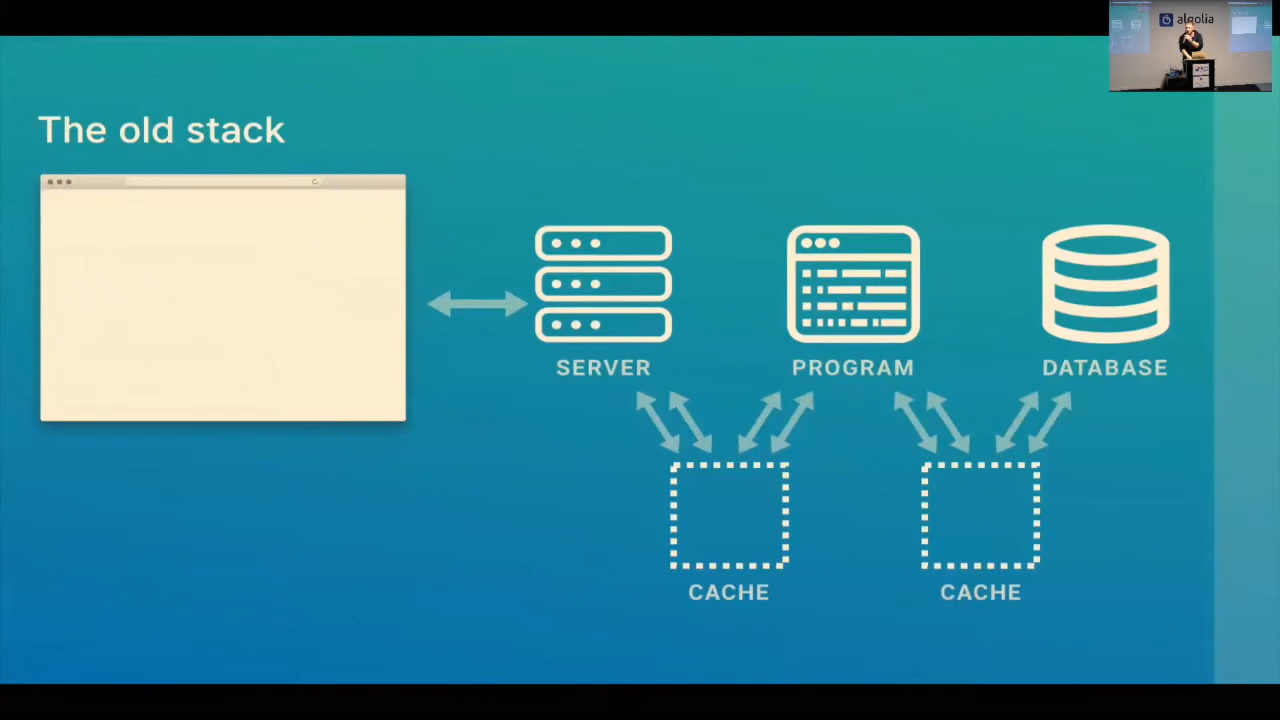 algolia
The old stack
SERVER
PROGRAM
DATABASE
CACHE
CACHE